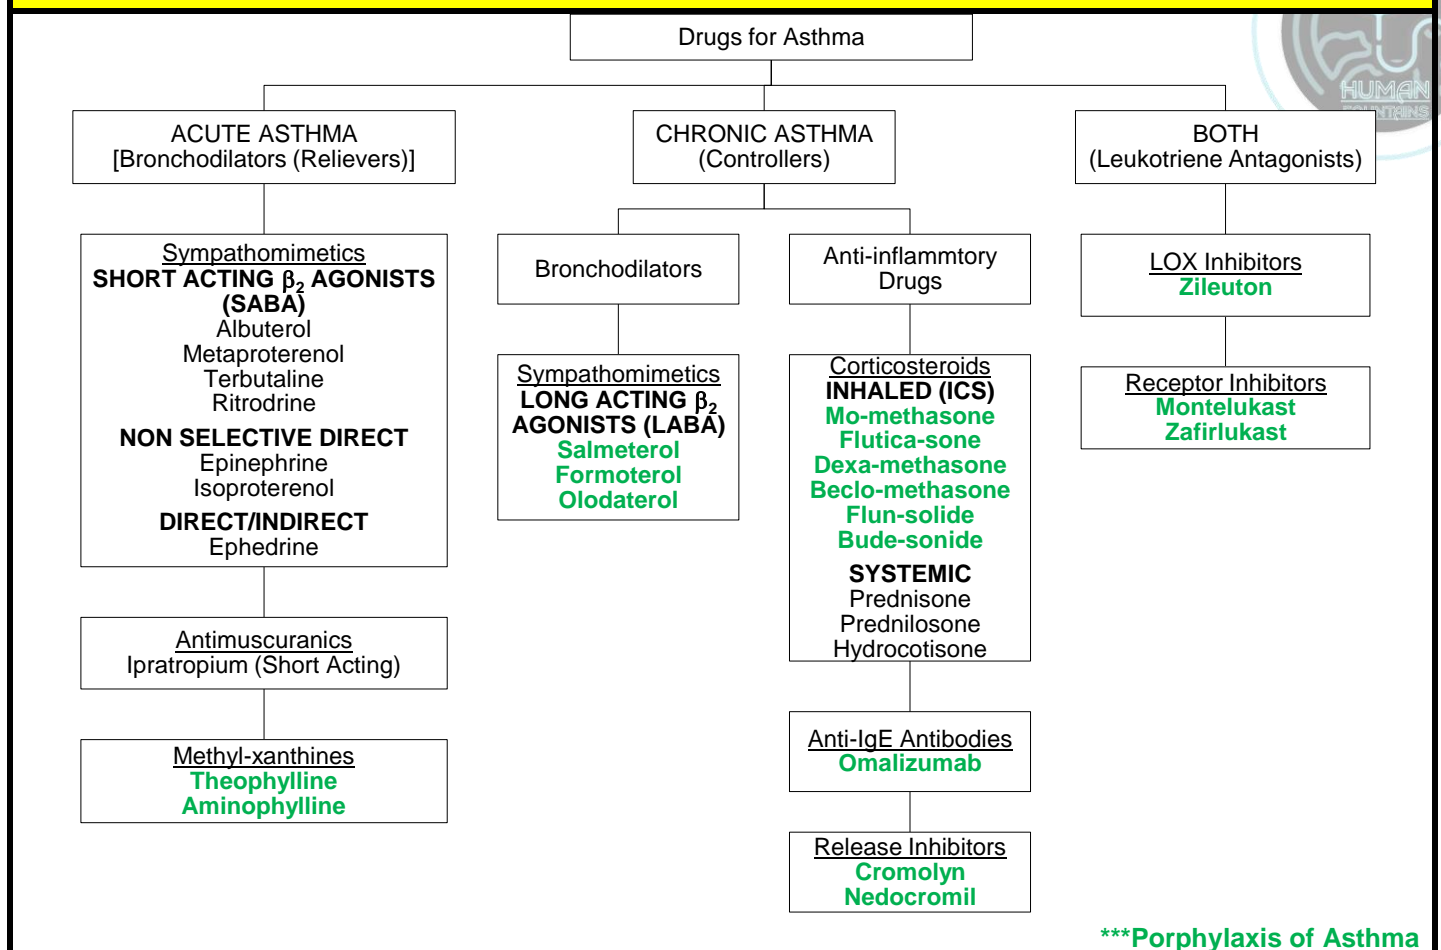 Drugs for Asthma
HUMAN
ACUTE ASTHMA
[Bronchodilators (Relievers)]
CHRONIC ASTHMA
(Controllers)
BOTH
(Leukotriene Antagonists)
Sympathomimetics
SHORT ACTING β₂ AGONISTS
(SABA)
Albuterol
Metaproterenol
Terbutaline
Ritrodrine
NON SELECTIVE DIRECT
Epinephrine
Isoproterenol
DIRECT/INDIRECT
Ephedrine
Antimuscuranics
Ipratropium (Short Acting)
Methyl-xanthines
Theophylline
Aminophylline
Bronchodilators
Sympathomimetics
LONG ACTING β₂
AGONISTS (LABA)
Salmeterol
Formoterol
Olodaterol
Anti-inflammtory
Drugs
Corticosteroids
INHALED (ICS)
Mo-methasone
Flutica-sone
Dexa-methasone
Beclo-methasone
Flun-solide
Bude-sonide
SYSTEMIC
Prednisone
Prednilosone
Hydrocotisone
Anti-IgE Antibodies
Omalizumab
Release Inhibitors
Cromolyn
Nedocromil
LOX Inhibitors
Zileuton
Receptor Inhibitors
Montelukast
Zafirlukast
***Porphylaxis of Asthma